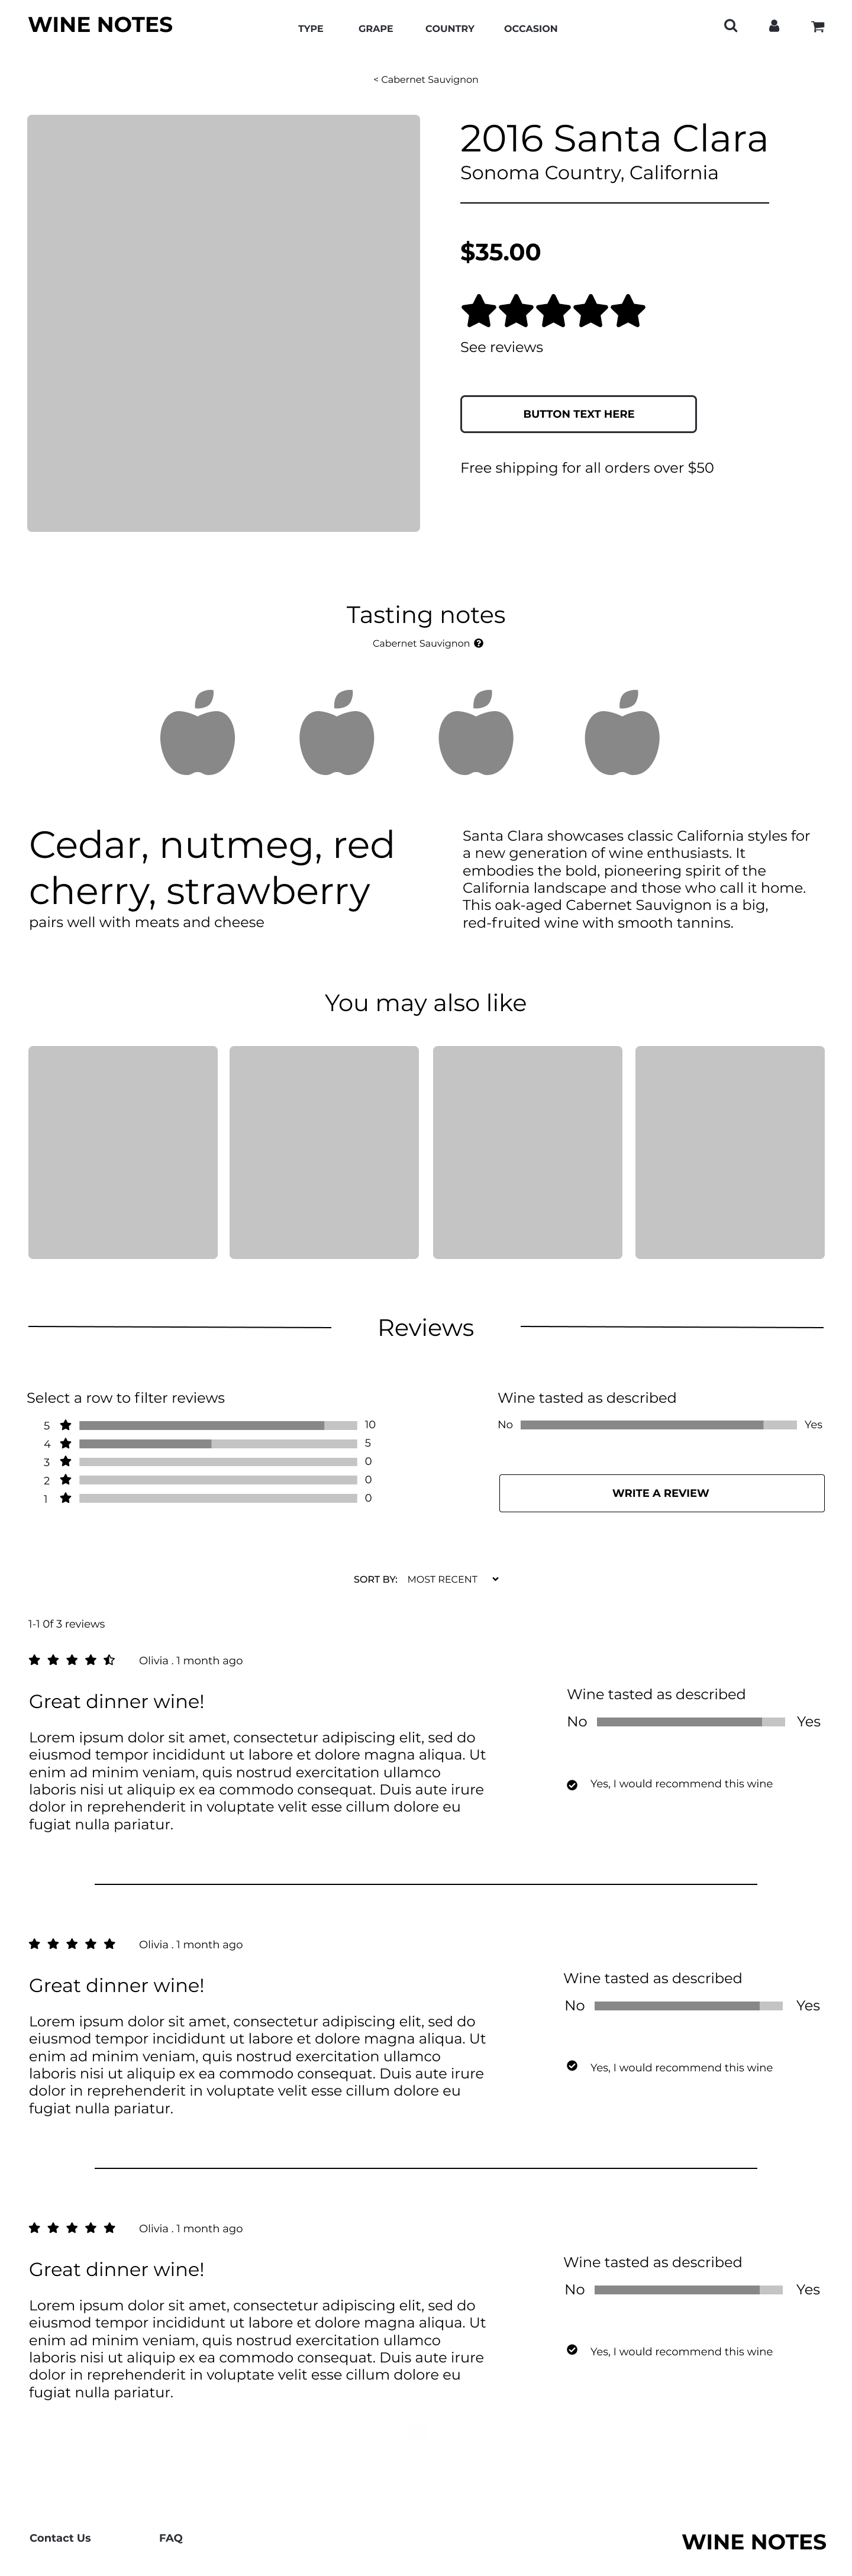 WINE NOTES
TYPE GRAPE COUNTRY OCCASION
< Cabernet Sauvignon
2016 Santa Clara
Sonoma Country, California
$35.00
See reviews
BUTTON TEXT HERE
Free shipping for all orders over $50
Tasting notes
Cabernet Sauvignon ?
Cedar, nutmeg, red
cherry, strawberry
pairs well with meats and cheese
Santa Clara showcases classic California styles for
a new generation of wine enthusiasts. It
embodies the bold, pioneering spirit of the
California landscape and those who call it home.
This oak-aged Cabernet Sauvignon is a big,
red-fruited wine with smooth tannins.
You may also like
Reviews
Select a row to filter reviews
5 10
4 5
3 0
2 0
1 0
Wine tasted as described
No Yes
WRITE A REVIEW
SORT BY: MOST RECENT
1-1 0f 3 reviews
Olivia . 1 month ago
Great dinner wine!
Lorem ipsum dolor sit amet, consectetur adipiscing elit, sed do
eiusmod tempor incididunt ut labore et dolore magna aliqua. Ut
enim ad minim veniam, quis nostrud exercitation ullamco
laboris nisi ut aliquip ex ea commodo consequat. Duis aute irure
dolor in reprehenderit in voluptate velit esse cillum dolore eu
fugiat nulla pariatur.
Wine tasted as described
No Yes
Yes, I would recommend this wine
Olivia . 1 month ago
Great dinner wine!
Lorem ipsum dolor sit amet, consectetur adipiscing elit, sed do
eiusmod tempor incididunt ut labore et dolore magna aliqua. Ut
enim ad minim veniam, quis nostrud exercitation ullamco
laboris nisi ut aliquip ex ea commodo consequat. Duis aute irure
dolor in reprehenderit in voluptate velit esse cillum dolore eu
fugiat nulla pariatur.
Wine tasted as described
No Yes
Yes, I would recommend this wine
Olivia . 1 month ago
Great dinner wine!
Lorem ipsum dolor sit amet, consectetur adipiscing elit, sed do
eiusmod tempor incididunt ut labore et dolore magna aliqua. Ut
enim ad minim veniam, quis nostrud exercitation ullamco
laboris nisi ut aliquip ex ea commodo consequat. Duis aute irure
dolor in reprehenderit in voluptate velit esse cillum dolore eu
fugiat nulla pariatur.
Wine tasted as described
No Yes
Yes, I would recommend this wine
Contact Us FAQ
WINE NOTES